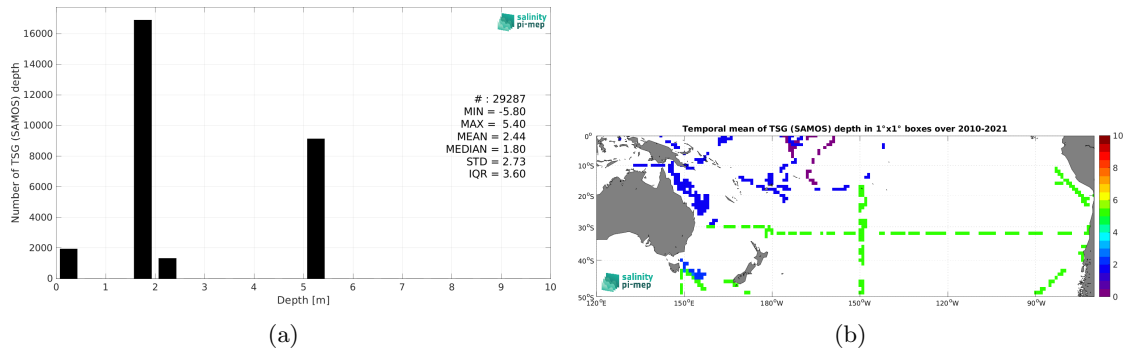 16000
14000
12000
10000
8000
6000
4000
2000
0
Number of TSG (SAMOS) depth
0 1 2 3 4 5 6 7 8 9 10
Depth [m]
salinity
pi-mep
# : 29287
MIN = -5.80
MAX = 5.40
MEAN = 2.44
MEDIAN = 1.80
STD = 2.73
IQR = 3.60
(a)
Temporal mean of TSG (SAMOS) depth in 1°x1° boxes over 2010-2021
0°
10°S
20°S
30°S
40°S
50°S
120°W 150°W 180°W 150°W 120°W 90°W
salinity
pi-mep
10
8
6
4
2
0
(b)